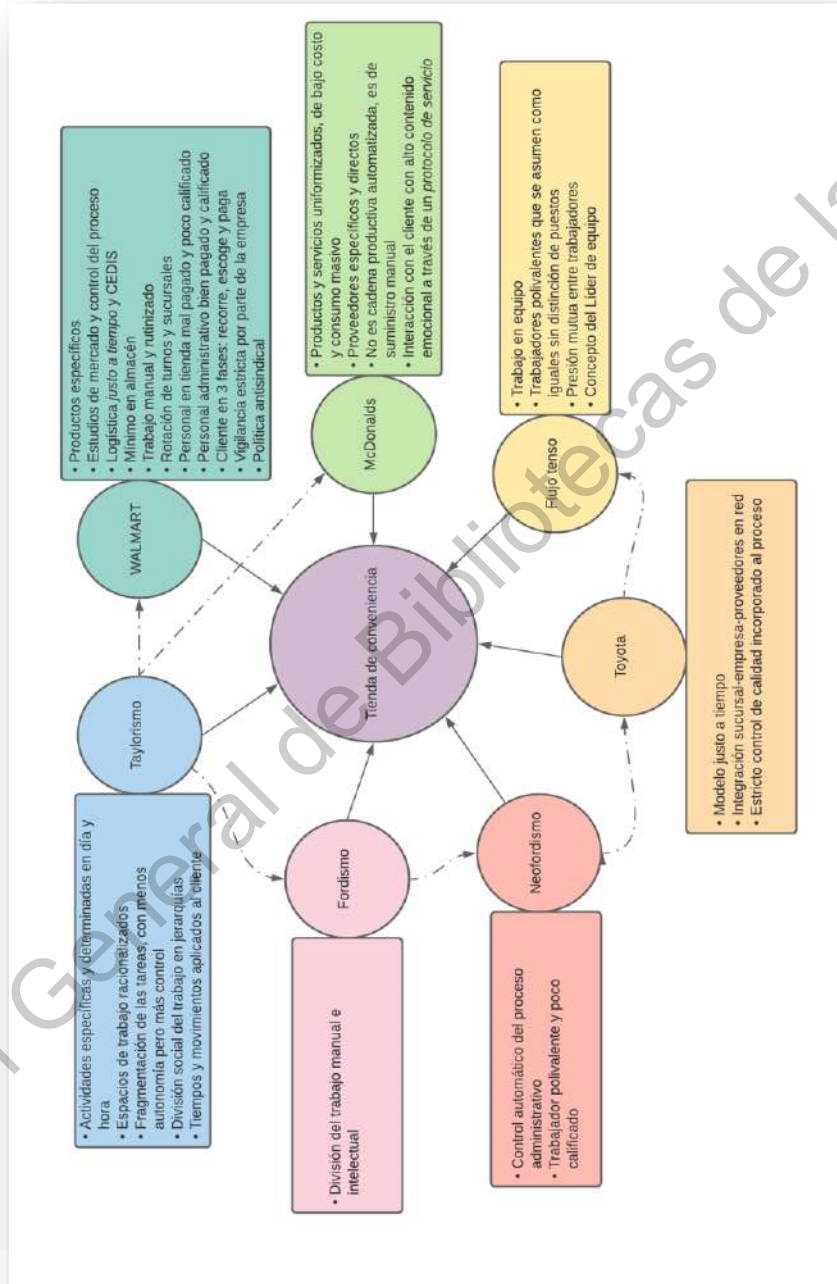 • Actividades específicas y determinadas en día y
hora
• Espacios de trabajo racionalizados
• Fragmentación de las tareas, con menos
autonomía pero más control
• División social del trabajo en jerarquías
• Tiempos y movimientos aplicados al cliente
Taylorismo
WALMART
• Productos específicos
• Estudios de mercado y control del proceso
• Logística justo a tiempo y CEDIS
• Mínimo en almacén
• Trabajo manual y rutinizado
• Rotación de turnos y sucursales
• Personal en tienda mal pagado y poco calificado
• Personal administrativo bien pagado y calificado
• Cliente en 3 fases: recorre, escoge y paga
• Vigilancia estricta por parte de la empresa
• Política antisindical
• División del trabajo manual e
intelectual
Fordismo
Tienda de conveniencia
McDonalds
• Productos y servicios uniformizados, de bajo costo
y consumo masivo
• Proveedores específicos y directos
• No es cadena productiva automatizada, es de
suministro manual
• Interacción con el cliente con alto contenido
emocional a través de un protocolo de servicio
• Control automático del proceso
administrativo
• Trabajador polivalente y poco
calificado
Neofordismo
Toyota
• Modelo justo a tiempo
• Integración sucursal-empresa-proveedores en red
• Estricto control de calidad incorporado al proceso
Flujo tenso
• Trabajo en equipo
• Trabajadores polivalentes que se asumen como
iguales sin distinción de puestos
• Presión mutua entre trabajadores
• Concepto del Líder de equipo
General de Bibliotecas de la